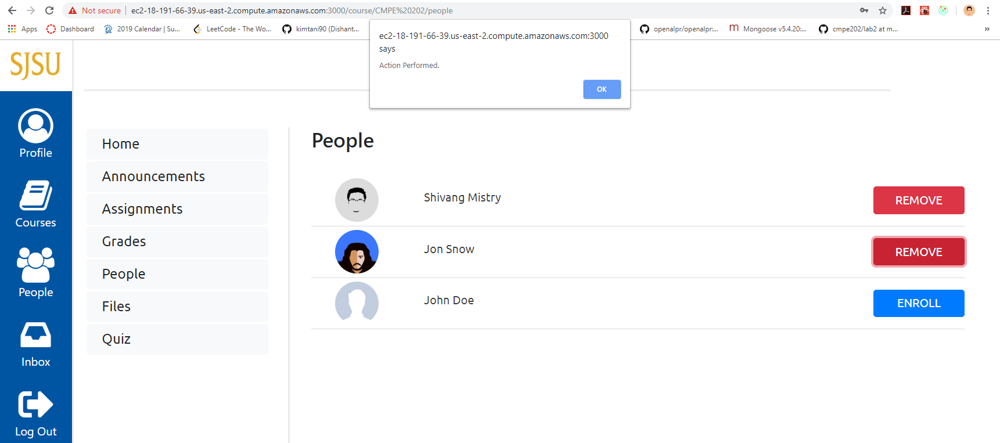 Not secure ec2-18-191-66-39.us-east-2.compute.amazonaws.com:3000/course/CMPE%20202/people
Apps Dashboard 2019 Calendar | Su... LeetCode - The Wo... kimtani90 (Dishant... openalpr/openalpr:... m Mongoose v5.4.20:... cmpe202/lab2 at m... »
ec2-18-191-66-39.us-east-2.compute.amazonaws.com:3000
says
Action Performed.
OK
SJSU
Profile
Courses
People
Inbox
Log Out
Home
Announcements
Assignments
Grades
People
Files
Quiz
People
Shivang Mistry REMOVE
Jon Snow REMOVE
John Doe ENROLL